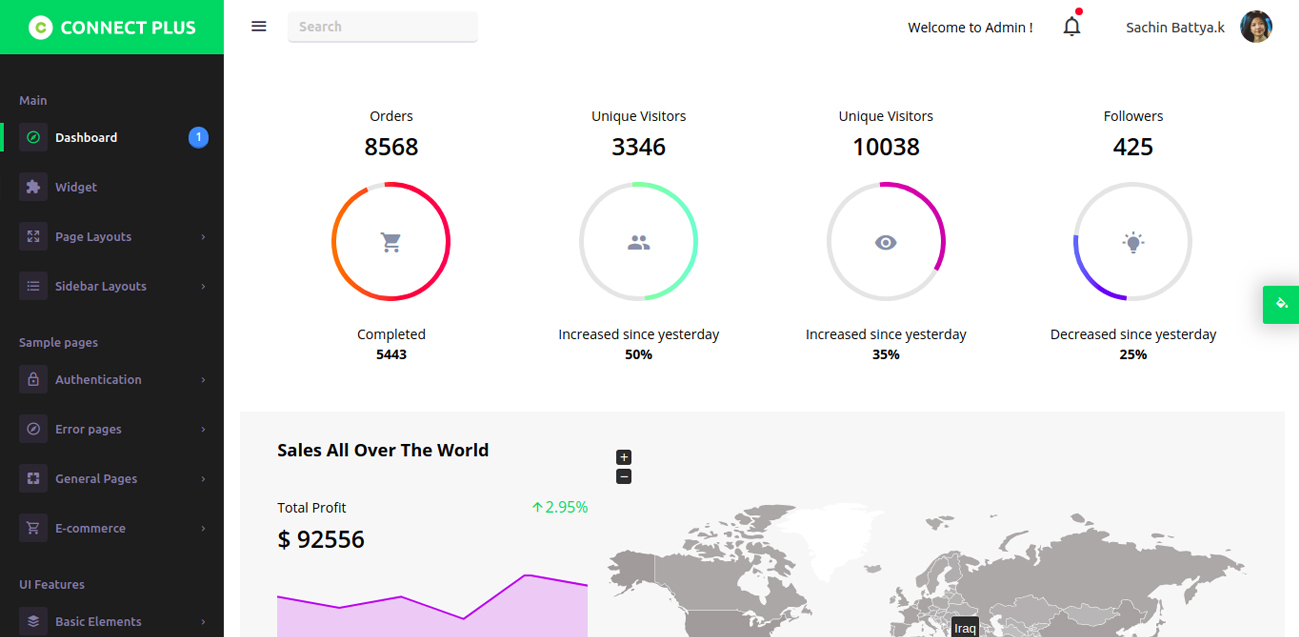 C CONNECT PLUS
Search
Welcome to Admin !
Sachin Battya.k
Main
Dashboard
1
Widget
Page Layouts
Sidebar Layouts
Sample pages
Authentication
Error pages
General Pages
E-commerce
UI Features
Basic Elements
Orders
8568
Completed
5443
Unique Visitors
3346
Increased since yesterday
50%
Unique Visitors
10038
Increased since yesterday
35%
Followers
425
Decreased since yesterday
25%
Sales All Over The World
Total Profit
↑2.95%
$ 92556
+
−
Iraq